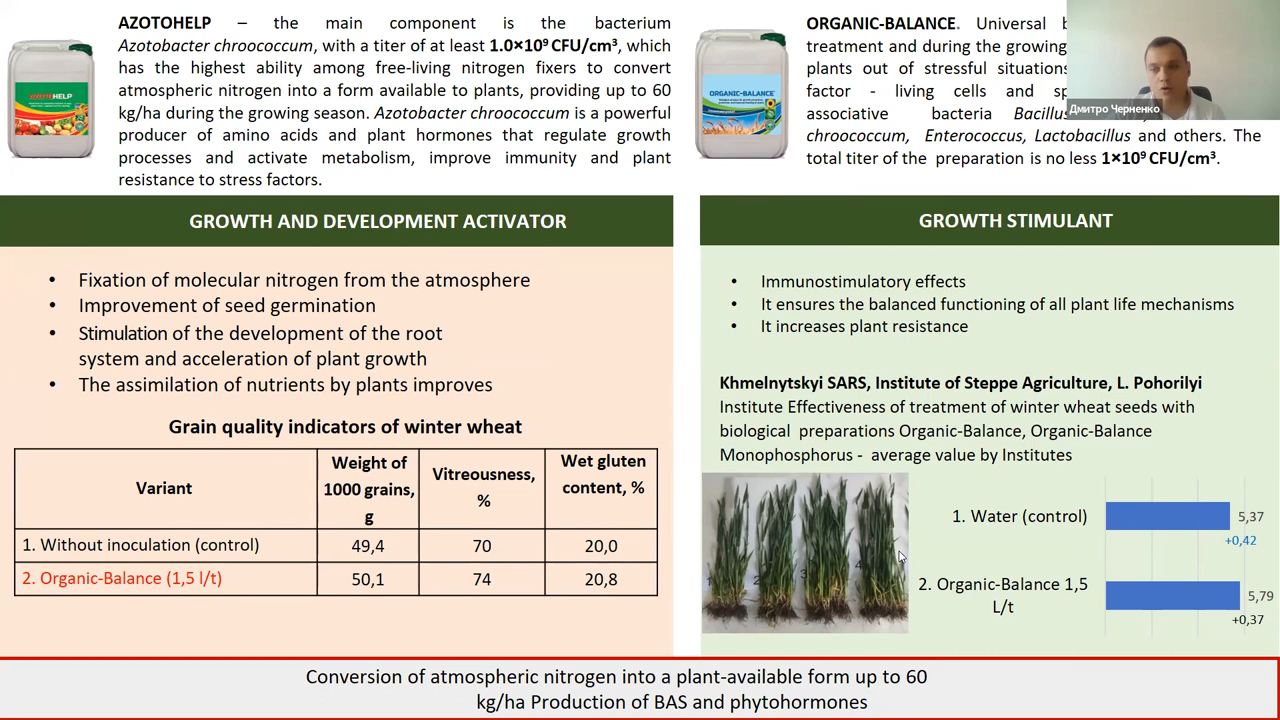 AZOTOHELP – the main component is the bacterium
Azotobacter chroococcum, with a titer of at least 1.0×10⁹ CFU/cm³, which
has the highest ability among free-living nitrogen fixers to convert
atmospheric nitrogen into a form available to plants, providing up to 60
kg/ha during the growing season. Azotobacter chroococcum is a powerful
producer of amino acids and plant hormones that regulate growth
processes and activate metabolism, improve immunity and plant
resistance to stress factors.
ORGANIC-BALANCE. Universal
treatment and during the growing
plants out of stressful situations
factor - living cells and
associative bacteria
chroococcum, Enterococcus, Lactobacillus and others. The
total titer of the preparation is no less 1×10⁹ CFU/cm³.
Дмитро Черненко
ORGANIC-BALANCE
GROWTH AND DEVELOPMENT ACTIVATOR
• Fixation of molecular nitrogen from the atmosphere
• Improvement of seed germination
• Stimulation of the development of the root
system and acceleration of plant growth
• The assimilation of nutrients by plants improves
Grain quality indicators of winter wheat
Variant
Weight of
1000 grains,
g
Vitreousness,
%
Wet gluten
content, %
1. Without inoculation (control) 49,4 70 20,0
2. Organic-Balance (1,5 l/t) 50,1 74 20,8
GROWTH STIMULANT
• Immunostimulatory effects
• It ensures the balanced functioning of all plant life mechanisms
• It increases plant resistance
Khmelnytskyi SARS, Institute of Steppe Agriculture, L. Pohorilyi
Institute Effectiveness of treatment of winter wheat seeds with
biological preparations Organic-Balance, Organic-Balance
Monophosphorus - average value by Institutes
1. Water (control) 5,37
+0,42
2. Organic-Balance 1,5
L/t
5,79
+0,37
Conversion of atmospheric nitrogen into a plant-available form up to 60
kg/ha Production of BAS and phytohormones